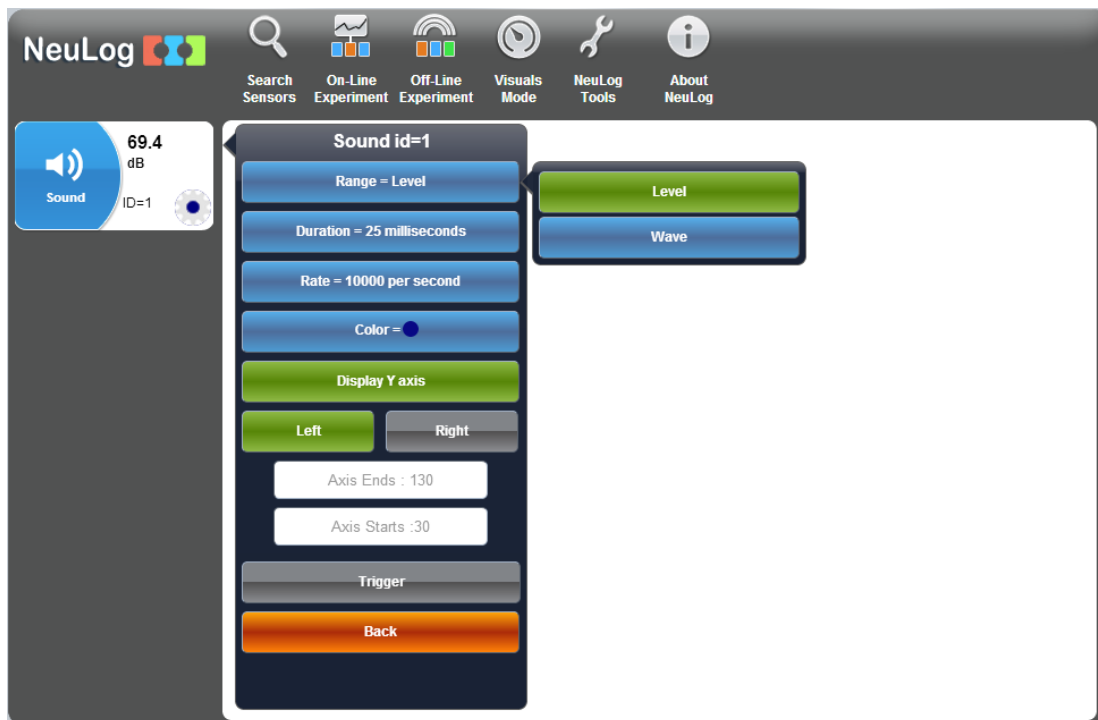 NeuLog
Search
Sensors
On-Line
Experiment
Off-Line
Experiment
Visuals
Mode
NeuLog
Tools
About
NeuLog
Sound
69.4
dB
ID=1
Sound id=1
Range = Level
Duration = 25 milliseconds
Rate = 10000 per second
Color =
Display Y axis
Left
Right
Axis Ends : 130
Axis Starts :30
Trigger
Back
Level
Wave